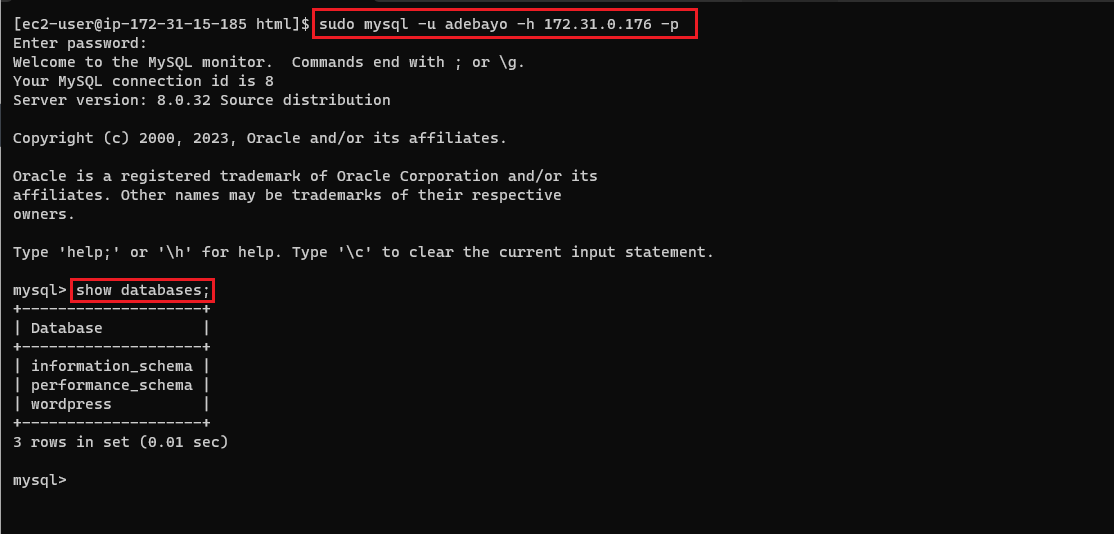 [ec2-user@ip-172-31-15-185 html]$ sudo mysql -u adebayo -h 172.31.0.176 -p
Enter password:
Welcome to the MySQL monitor.  Commands end with ; or \g.
Your MySQL connection id is 8
Server version: 8.0.32 Source distribution
Copyright (c) 2000, 2023, Oracle and/or its affiliates.
Oracle is a registered trademark of Oracle Corporation and/or its
affiliates. Other names may be trademarks of their respective
owners.
Type 'help;' or '\h' for help. Type '\c' to clear the current input statement.
mysql> show databases;
+--------------------+
| Database           |
+--------------------+
| information_schema |
| performance_schema |
| wordpress          |
+--------------------+
3 rows in set (0.01 sec)
mysql>